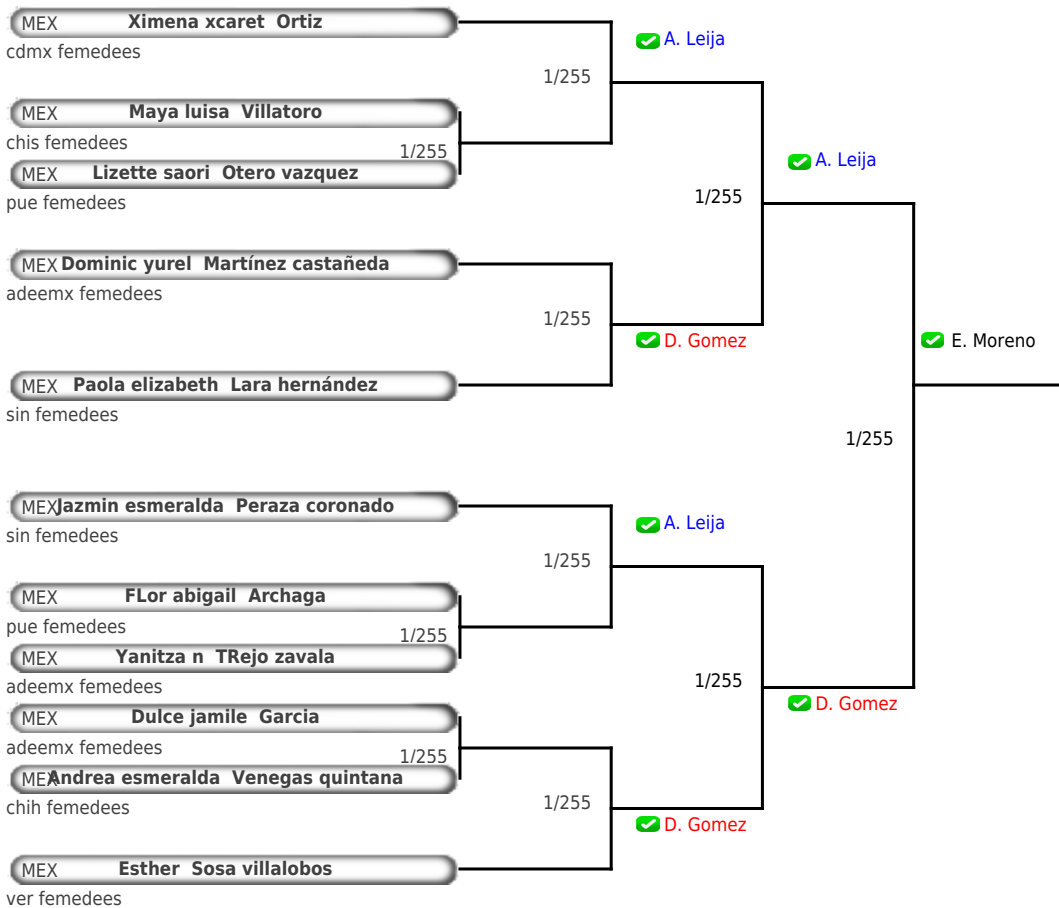 MEX Ximena xcaret Ortiz
cdmx femedees
A. Leija
1/255
MEX Maya luisa Villatoro
chis femedees
1/255
MEX Lizette saori Otero vazquez
pue femedees
A. Leija
1/255
MEX Dominic yurel Martínez castañeda
adeemx femedees
1/255
D. Gomez
E. Moreno
MEX Paola elizabeth Lara hernández
sin femedees
1/255
MEX Jazmin esmeralda Peraza coronado
sin femedees
A. Leija
1/255
MEX FLor abigail Archaga
pue femedees
1/255
MEX Yanitza n TRejo zavala
adeemx femedees
1/255
D. Gomez
MEX Dulce jamile Garcia
adeemx femedees
1/255
MEX Andrea esmeralda Venegas quintana
chih femedees
1/255
D. Gomez
MEX Esther Sosa villalobos
ver femedees